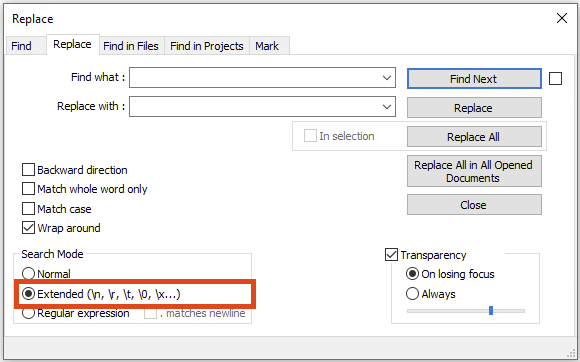 Replace
Find Replace Find in Files Find in Projects Mark
Find what : Find Next
Replace with : Replace
In selection Replace All
Replace All in All Opened
Documents
Close
Backward direction
Match whole word only
Match case
Wrap around
Search Mode
Normal
Extended (\n, \r, \t, \0, \x...)
Regular expression . matches newline
Transparency
On losing focus
Always